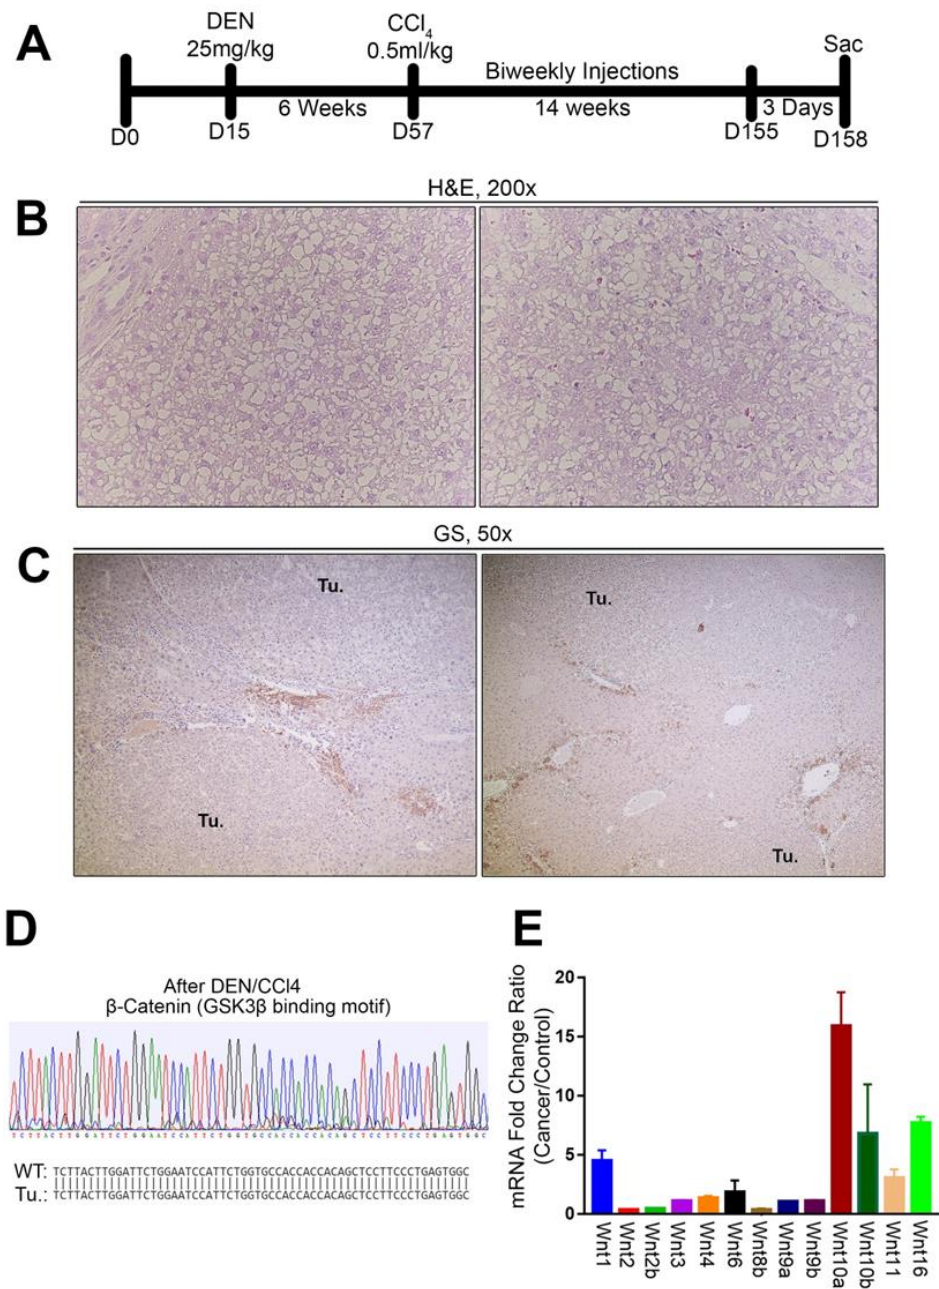 A
DEN
25mg/kg
CCl4
0.5ml/kg
Sac
Biweekly Injections
6 Weeks
14 weeks
3 Days
D0
D15
D57
D155
D158
B
H&E, 200x
C
GS, 50x
Tu.
Tu.
Tu.
Tu.
D
After DEN/CCl4
β-Catenin (GSK3β binding motif)
TCTTACTTGGATTCTGGAATCCATTCTGGTGCCACCACCACAGCTCCTTCCCTGAGTGGC
WT: TCTTACTTGGATTCTGGAATCCATTCTGGTGCCACCACCACAGCTCCTTCCCTGAGTGGC
Tu.: TCTTACTTGGATTCTGGAATCCATTCTGGTGCCACCACCACAGCTCCTTCCCTGAGTGGC
E
mRNA Fold Change Ratio
(Cancer/Control)
20
15
10
5
0
Wnt1
Wnt2
Wnt2b
Wnt3
Wnt4
Wnt6
Wnt8b
Wnt9a
Wnt9b
Wnt10a
Wnt10b
Wnt11
Wnt16